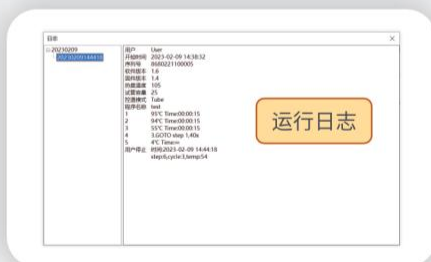 日志
20230209
20230209144418
用户 User
开始时间 2023-02-09 14:38:32
序列号 8680221100005
软件版本 1.6
固件版本 1.4
热盖温度 105
试管容量 25
控温模式 Tube
程序名称 test
1 95℃ Time:00:00:15
2 94℃ Time:00:00:15
3 55℃ Time:00:00:15
4 3.GOTO step 1,40x
5 4℃ Time:∞
用户停止 时间:2023-02-09 14:44:18
step:6,cycle:3,temp:54
运行日志